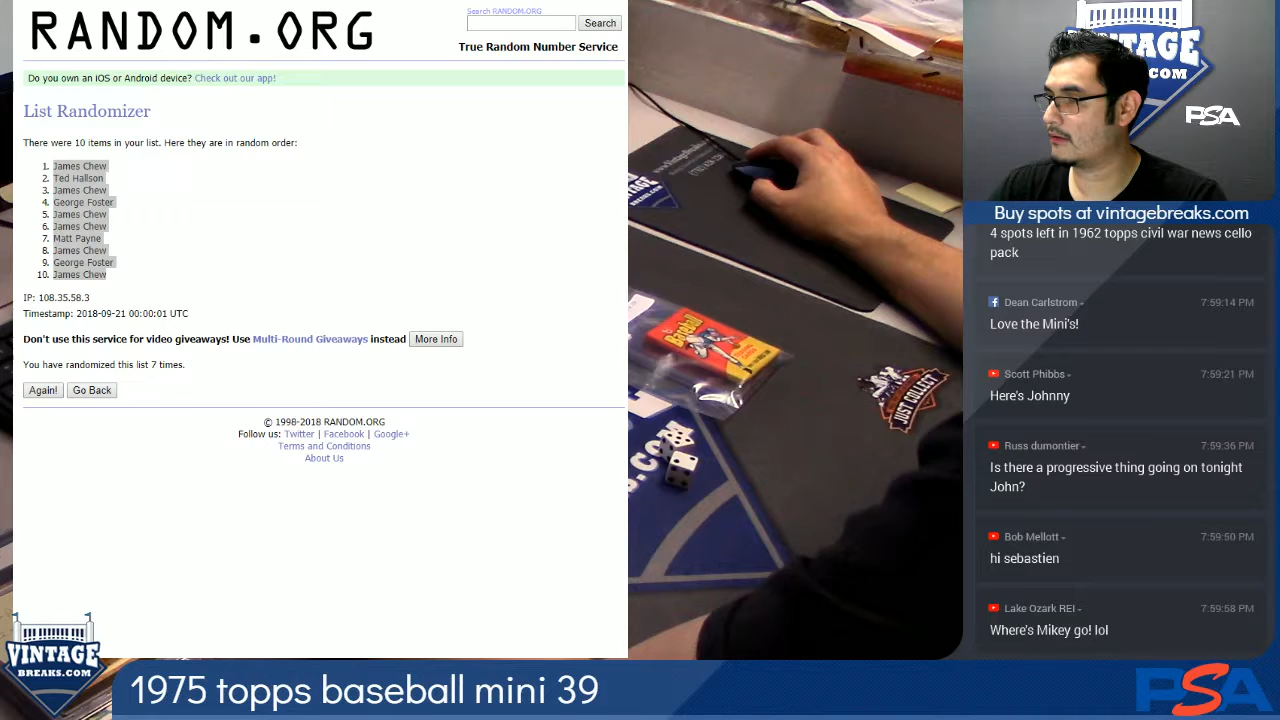 RANDOM.ORG
Search RANDOM.ORG
Search
True Random Number Service
Do you own an iOS or Android device? Check out our app!
List Randomizer
There were 10 items in your list. Here they are in random order:
1. James Chew
2. Ted Hallson
3. James Chew
4. George Foster
5. James Chew
6. James Chew
7. Matt Payne
8. James Chew
9. George Foster
10. James Chew
IP: 108.35.58.3
Timestamp: 2018-09-21 00:00:01 UTC
Don't use this service for video giveaways! Use Multi-Round Giveaways instead More Info
You have randomized this list 7 times.
Again! Go Back
© 1998-2018 RANDOM.ORG
Follow us: Twitter | Facebook | Google+
Terms and Conditions
About Us
Baseball
JUST COLLECT
PSA
Buy spots at vintagebreaks.com
4 spots left in 1962 topps civil war news cello
pack
Dean Carlstrom 7:59:14 PM
Love the Mini's!
Scott Phibbs 7:59:21 PM
Here's Johnny
Russ dumontier 7:59:36 PM
Is there a progressive thing going on tonight
John?
Bob Mellott 7:59:50 PM
hi sebastien
Lake Ozark REI 7:59:58 PM
Where's Mikey go! lol
VINTAGE
BREAKS.COM
1975 topps baseball mini 39
PSA